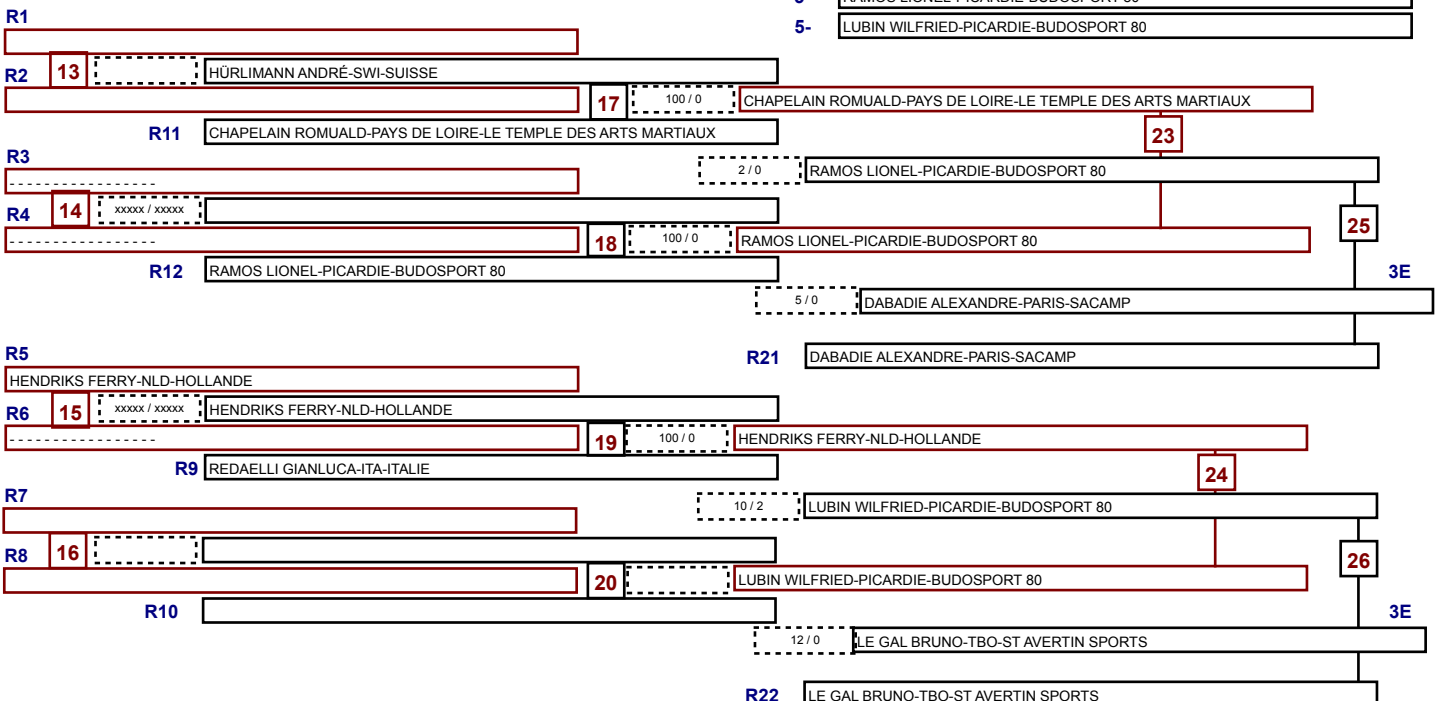 R1
5-
LUBIN WILFRIED-PICARDIE-BUDOSPORT 80
R2
13
HÜRLIMANN ANDRÉ-SWI-SUISSE
17
100 / 0
CHAPELAIN ROMUALD-PAYS DE LOIRE-LE TEMPLE DES ARTS MARTIAUX
R11
CHAPELAIN ROMUALD-PAYS DE LOIRE-LE TEMPLE DES ARTS MARTIAUX
23
R3
2 / 0
RAMOS LIONEL-PICARDIE-BUDOSPORT 80
- - - - - - - - - - - - - - - -
R4
14
xxxxx / xxxxx
25
- - - - - - - - - - - - - - - -
18
100 / 0
RAMOS LIONEL-PICARDIE-BUDOSPORT 80
R12
RAMOS LIONEL-PICARDIE-BUDOSPORT 80
3E
5 / 0
DABADIE ALEXANDRE-PARIS-SACAMP
R5
R21
DABADIE ALEXANDRE-PARIS-SACAMP
HENDRIKS FERRY-NLD-HOLLANDE
R6
15
xxxxx / xxxxx
HENDRIKS FERRY-NLD-HOLLANDE
- - - - - - - - - - - - - - - -
19
100 / 0
HENDRIKS FERRY-NLD-HOLLANDE
R9
REDAELLI GIANLUCA-ITA-ITALIE
24
R7
10 / 2
LUBIN WILFRIED-PICARDIE-BUDOSPORT 80
R8
16
26
20
LUBIN WILFRIED-PICARDIE-BUDOSPORT 80
R10
3E
12 / 0
LE GAL BRUNO-TBO-ST AVERTIN SPORTS
R22
LE GAL BRUNO-TBO-ST AVERTIN SPORTS